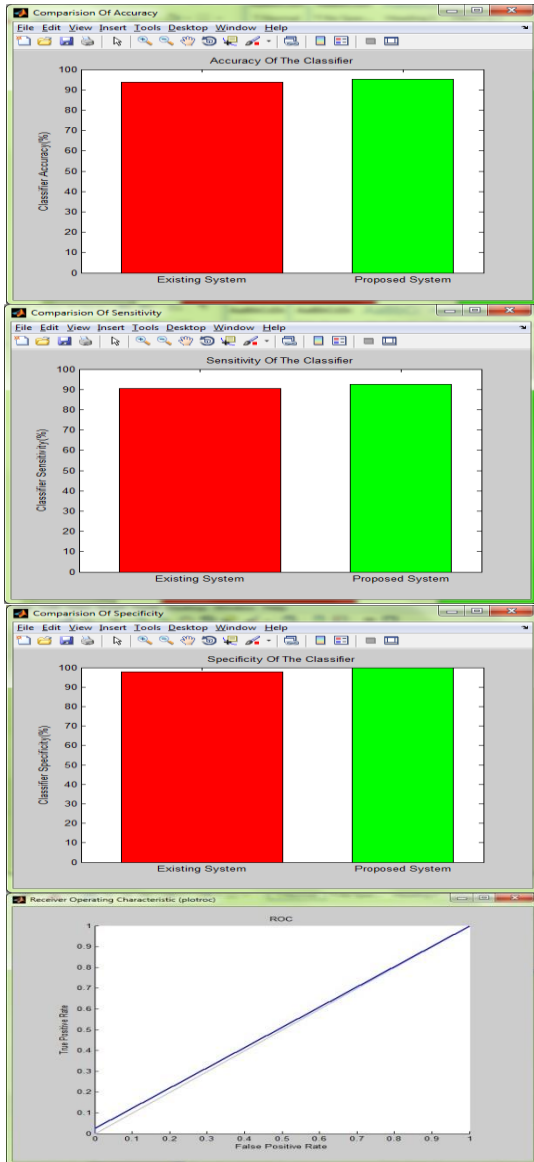 Comparision Of Accuracy
File Edit View Insert Tools Desktop Window Help
Accuracy Of The Classifier
Classifier Accuracy(%)
100
90
80
70
60
50
40
30
20
10
0
Existing System Proposed System
Comparision Of Sensitivity
File Edit View Insert Tools Desktop Window Help
Sensitivity Of The Classifier
Classifier Sensitivity(%)
100
90
80
70
60
50
40
30
20
10
0
Existing System Proposed System
Comparision Of Specificity
File Edit View Insert Tools Desktop Window Help
Specificity Of The Classifier
Classifier Specificity(%)
100
90
80
70
60
50
40
30
20
10
0
Existing System Proposed System
Receiver Operating Characteristic (plotroc)
ROC
True Positive Rate
1
0.9
0.8
0.7
0.6
0.5
0.4
0.3
0.2
0.1
0
0 0.1 0.2 0.3 0.4 0.5 0.6 0.7 0.8 0.9 1
False Positive Rate